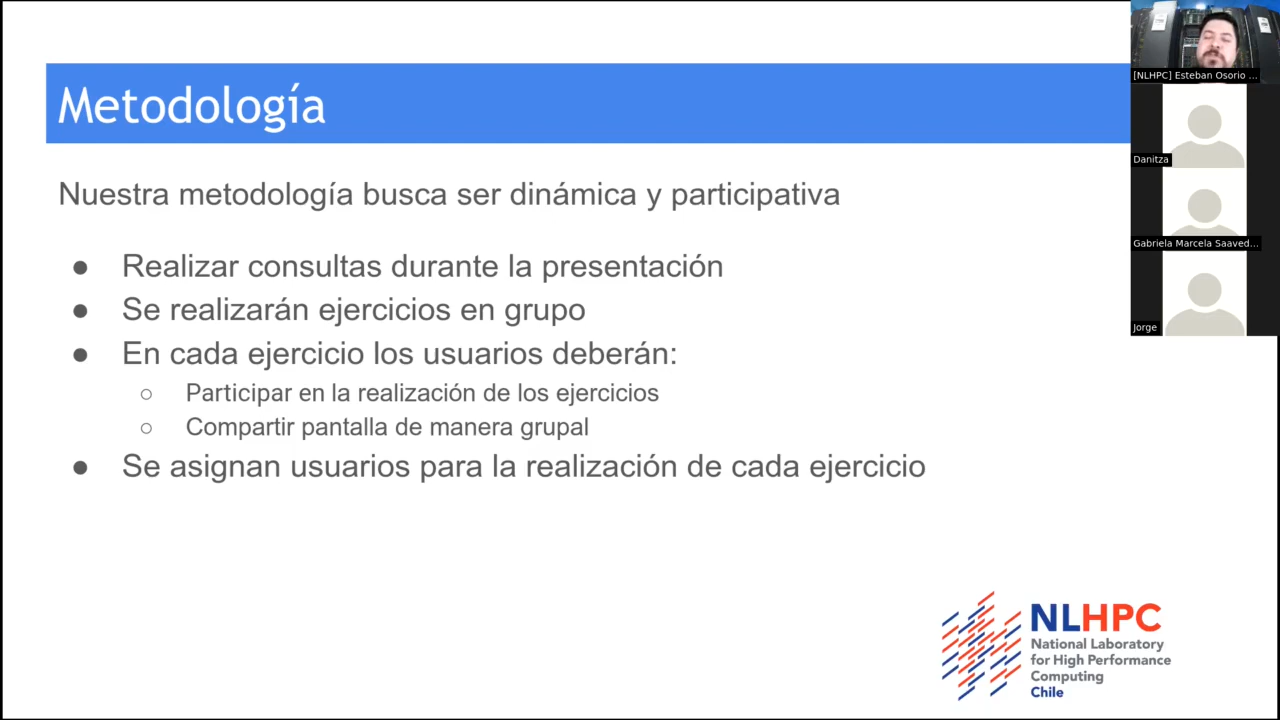 Metodología
Nuestra metodología busca ser dinámica y participativa
● Realizar consultas durante la presentación
● Se realizarán ejercicios en grupo
● En cada ejercicio los usuarios deberán:
○ Participar en la realización de los ejercicios
○ Compartir pantalla de manera grupal
● Se asignan usuarios para la realización de cada ejercicio
[NLHPC] Esteban Osorio ...
Danitza
Gabriela Marcela Saaved...
Jorge
NLHPC
National Laboratory
for High Performance
Computing
Chile